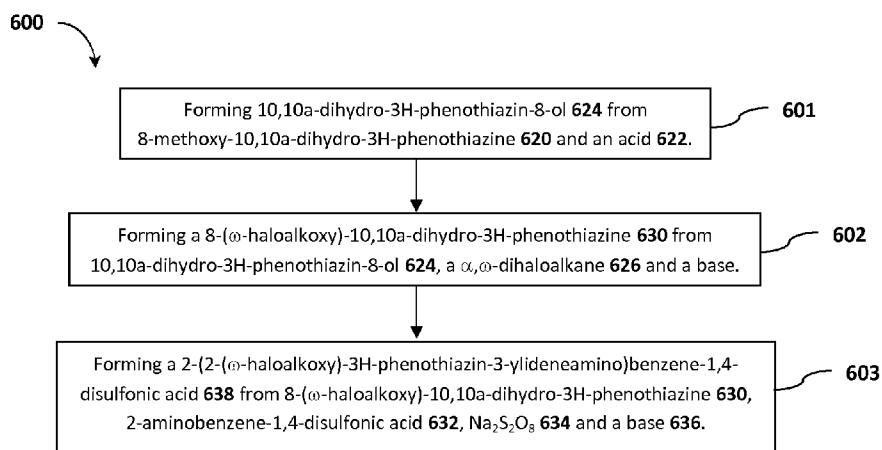 600
Forming 10,10a-dihydro-3H-phenothiazin-8-ol 624 from
8-methoxy-10,10a-dihydro-3H-phenothiazine 620 and an acid 622.
601
Forming a 8-(ω-haloalkoxy)-10,10a-dihydro-3H-phenothiazine 630 from
10,10a-dihydro-3H-phenothiazin-8-ol 624, a α,ω-dihaloalkane 626 and a base.
602
Forming a 2-(2-(ω-haloalkoxy)-3H-phenothiazin-3-ylideneamino)benzene-1,4-
disulfonic acid 638 from 8-(ω-haloalkoxy)-10,10a-dihydro-3H-phenothiazine 630,
2-aminobenzene-1,4-disulfonic acid 632, Na₂S₂O₈ 634 and a base 636.
603